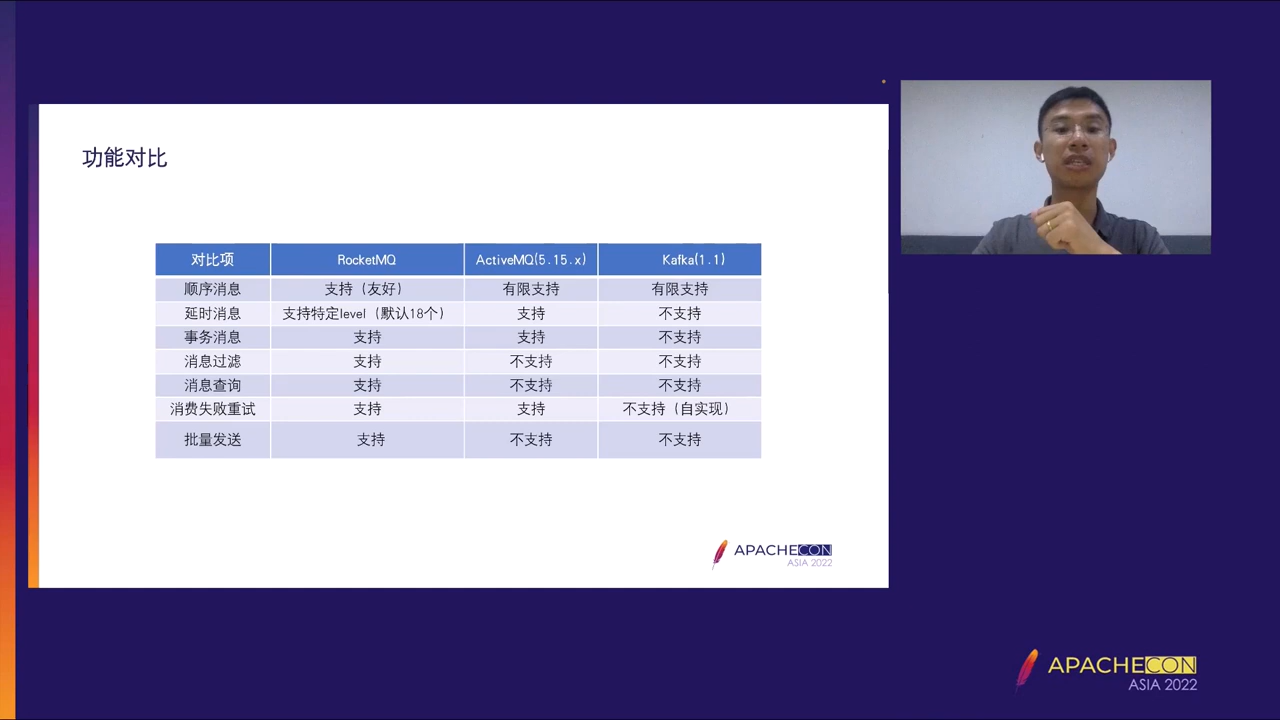 功能对比
对比项 RocketMQ ActiveMQ(5.15.x) Kafka(1.1)
顺序消息 支持（友好） 有限支持 有限支持
延时消息 支持特定level（默认18个） 支持 不支持
事务消息 支持 支持 不支持
消息过滤 支持 不支持 不支持
消息查询 支持 不支持 不支持
消费失败重试 支持 支持 不支持（自实现）
批量发送 支持 不支持 不支持
APACHECON
ASIA 2022
APACHECON
ASIA 2022